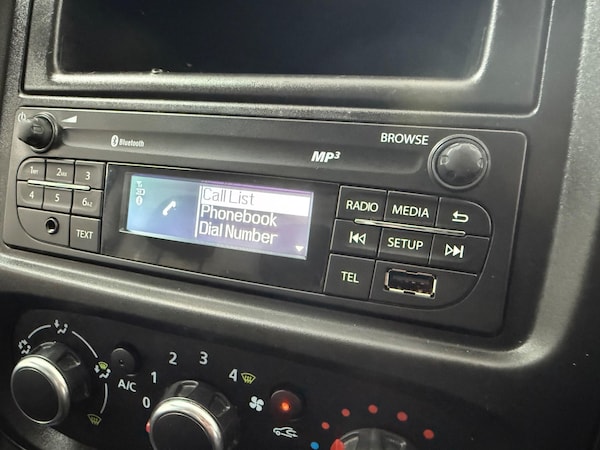 Bluetooth
MP3
BROWSE
1 2 3
4 5 6
TEXT
Call List
Phonebook
Dial Number
RADIO MEDIA
SETUP
TEL
A/C
0 1 2 3 4